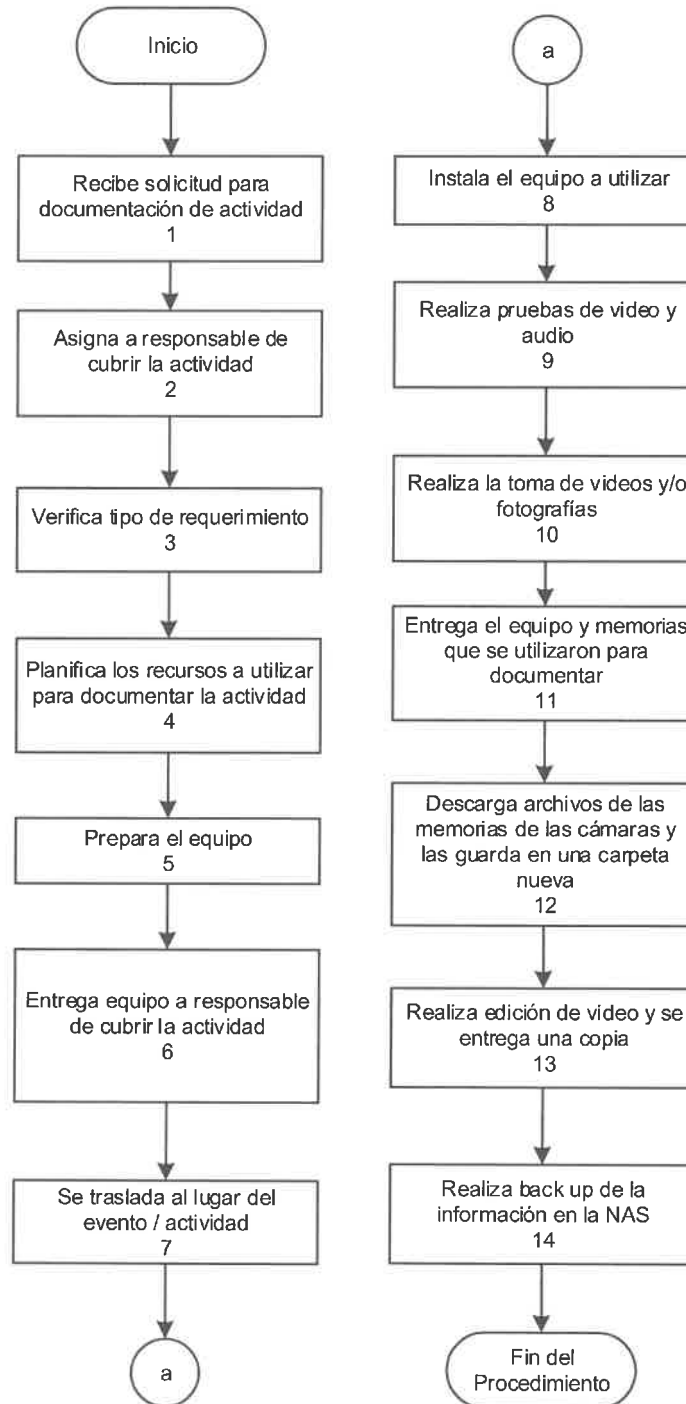 Inicio
Recibe solicitud para
documentación de actividad
1
Asigna a responsable de
cubrir la actividad
2
Verifica tipo de requerimiento
3
Planifica los recursos a utilizar
para documentar la actividad
4
Prepara el equipo
5
Entrega equipo a responsable
de cubrir la actividad
6
Se traslada al lugar del
evento / actividad
7
a
a
Instala el equipo a utilizar
8
Realiza pruebas de video y
audio
9
Realiza la toma de videos y/o
fotografías
10
Entrega el equipo y memorias
que se utilizaron para
documentar
11
Descarga archivos de las
memorias de las cámaras y
las guarda en una carpeta
nueva
12
Realiza edición de video y se
entrega una copia
13
Realiza back up de la
información en la NAS
14
Fin del
Procedimiento